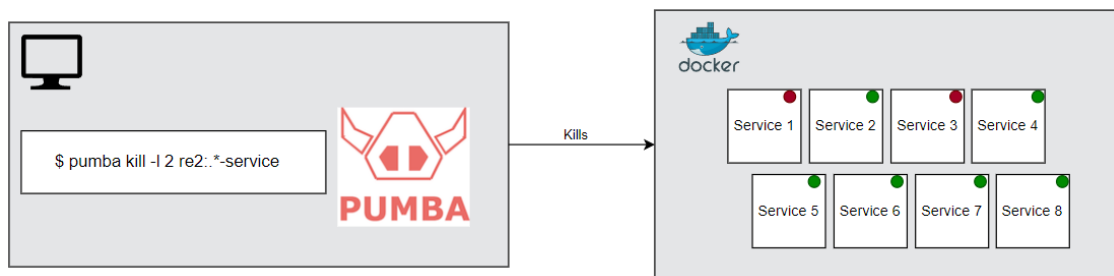 $ pumba kill -l 2 re2:.*-service
PUMBA
Kills
docker
Service 1
Service 2
Service 3
Service 4
Service 5
Service 6
Service 7
Service 8